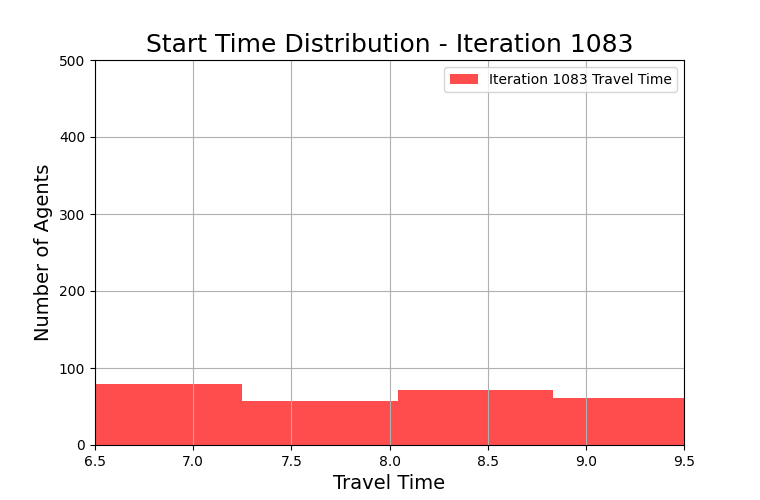 Start Time Distribution - Iteration 1083
Iteration 1083 Travel Time
Number of Agents
500
400
300
200
100
0
6.5 7.0 7.5 8.0 8.5 9.0 9.5
Travel Time